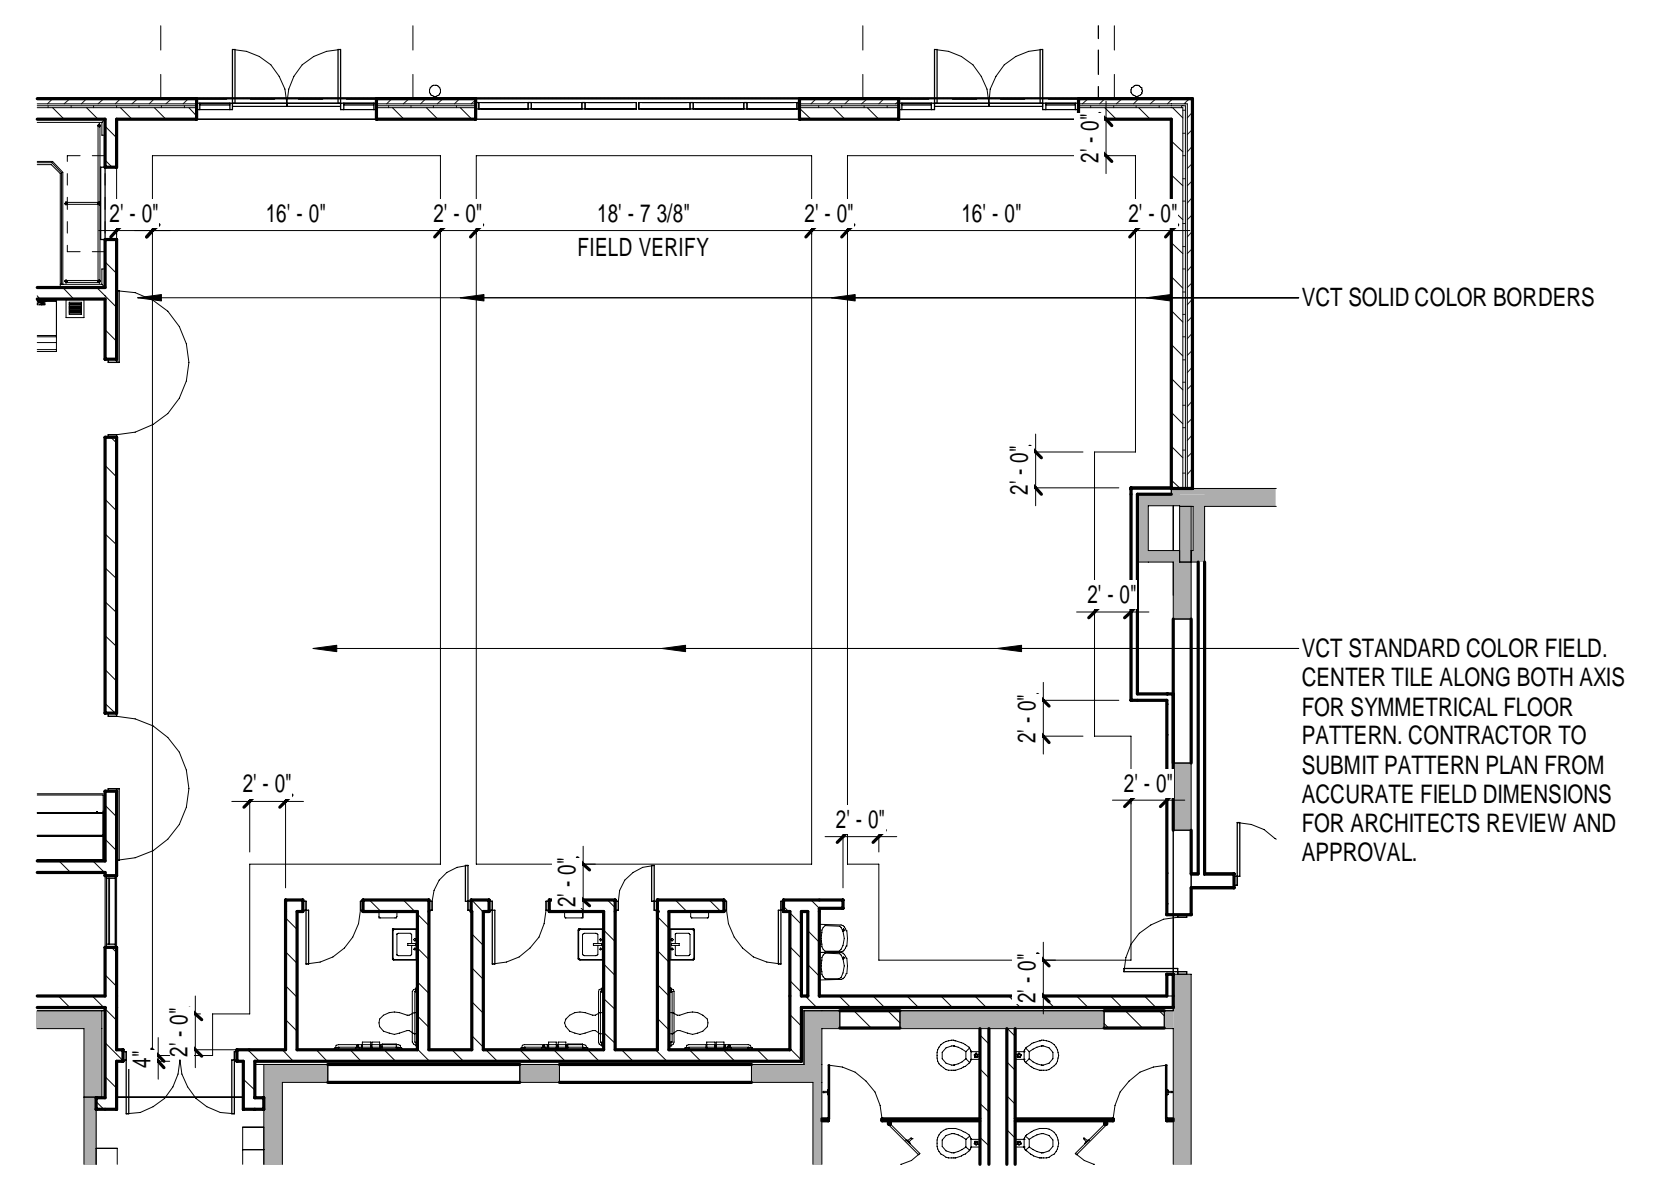 2' - 0"
2' - 0" 16' - 0" 2' - 0" 18' - 7 3/8" 2' - 0" 16' - 0" 2' - 0"
FIELD VERIFY
VCT SOLID COLOR BORDERS
2' - 0"
2' - 0"
VCT STANDARD COLOR FIELD.
CENTER TILE ALONG BOTH AXIS
FOR SYMMETRICAL FLOOR
PATTERN. CONTRACTOR TO
SUBMIT PATTERN PLAN FROM
ACCURATE FIELD DIMENSIONS
FOR ARCHITECTS REVIEW AND
APPROVAL.
2' - 0"
2' - 0"
2' - 0"
2' - 0"
2' - 0"
2' - 0"
2' - 0"
4"